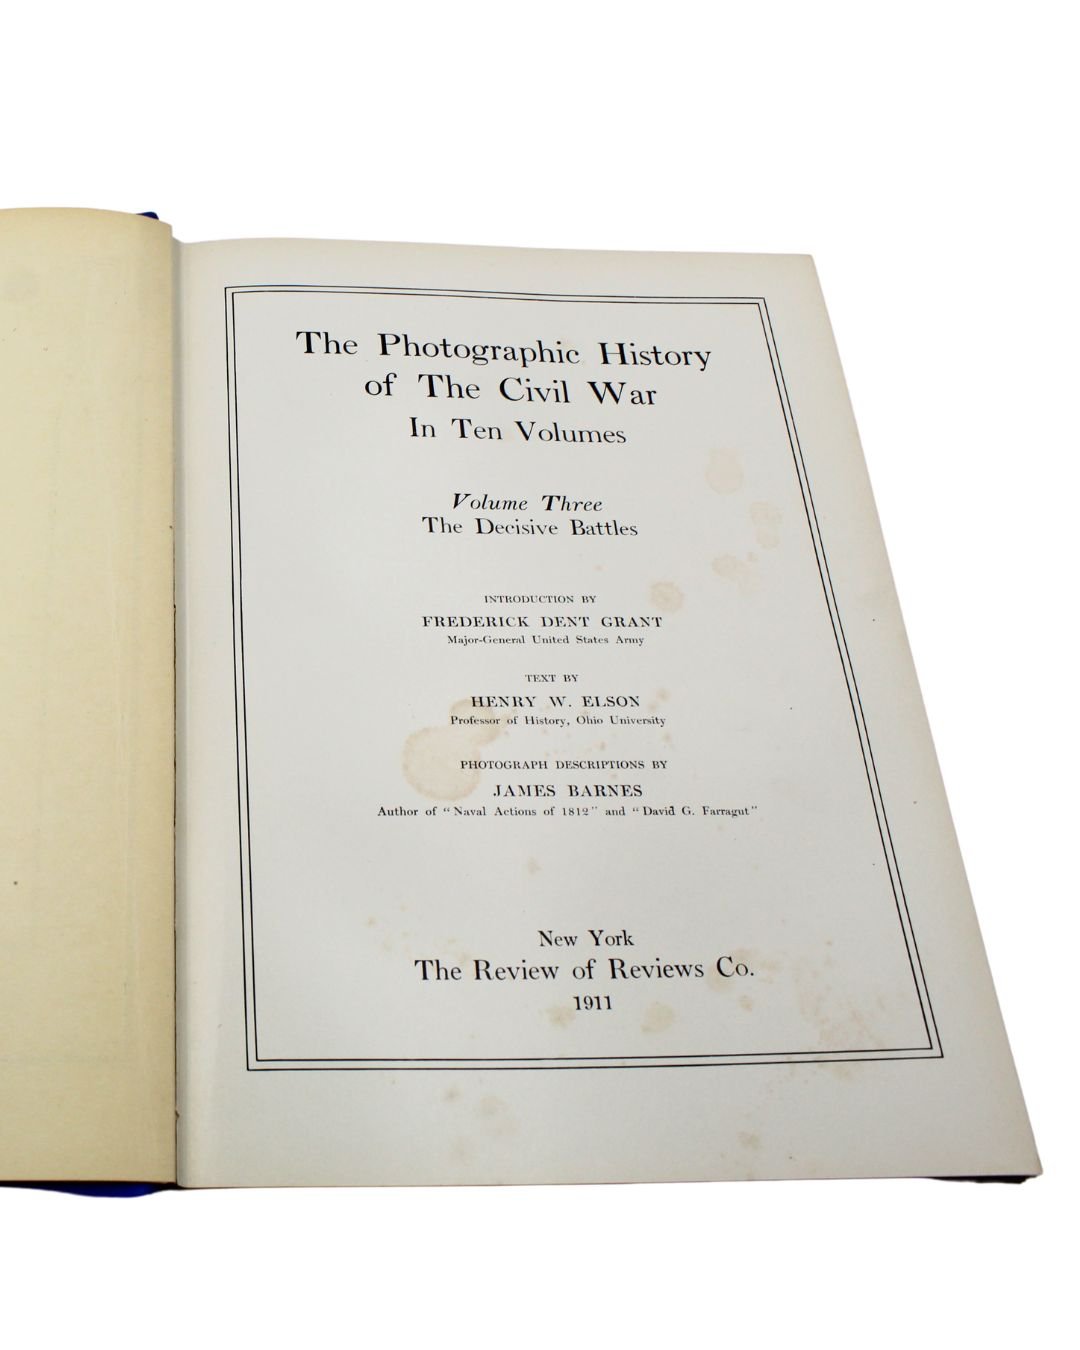 The Photographic History
of The Civil War
In Ten Volumes
Volume Three
The Decisive Battles
INTRODUCTION BY
FREDERICK DENT GRANT
Major-General United States Army
TEXT BY
HENRY W. ELSON
Professor of History, Ohio University
PHOTOGRAPH DESCRIPTIONS BY
JAMES BARNES
Author of “Naval Actions of 1812” and “David G. Farragut”
New York
The Review of Reviews Co.
1911